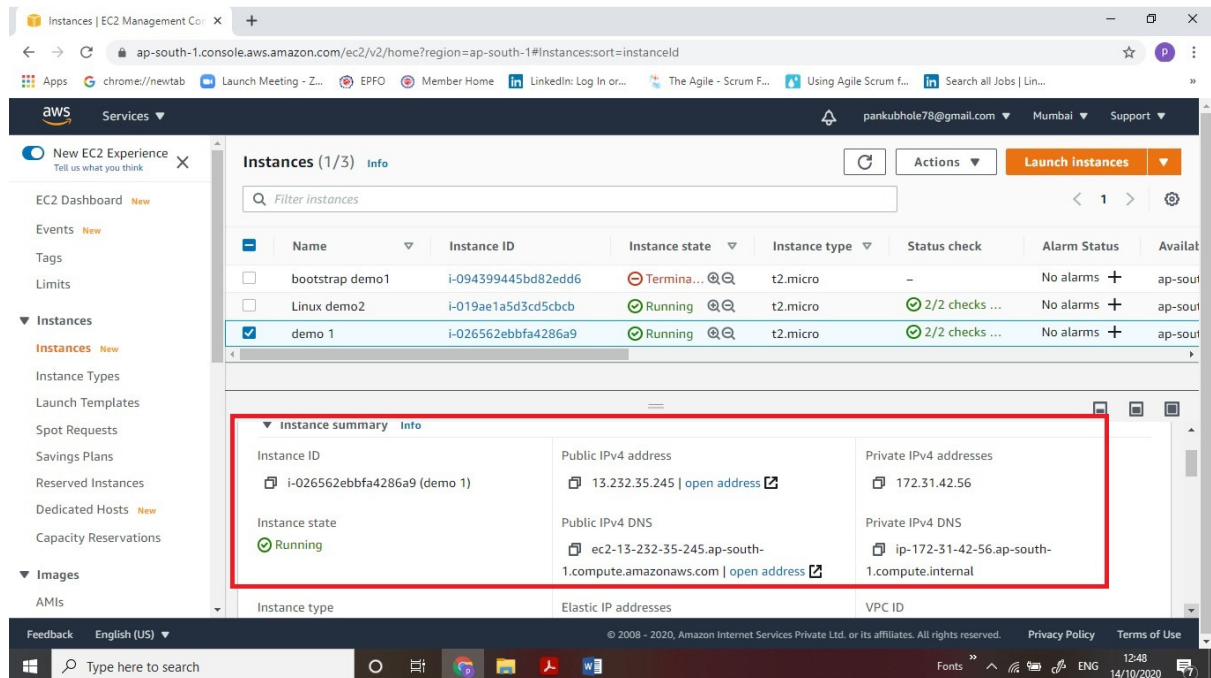 Instances | EC2 Management Con
ap-south-1.console.aws.amazon.com/ec2/v2/home?region=ap-south-1#Instances:sort=instanceId
P
Apps chrome://newtab Launch Meeting - Z... EPFO Member Home LinkedIn: Log In or... The Agile - Scrum F... Using Agile Scrum f... Search all Jobs | Lin... »
aws Services pankubhole78@gmail.com Mumbai Support
New EC2 Experience
Tell us what you think
EC2 Dashboard New
Events New
Tags
Limits
Instances
Instances New
Instance Types
Launch Templates
Spot Requests
Savings Plans
Reserved Instances
Dedicated Hosts New
Capacity Reservations
Images
AMIs
Instances (1/3) Info Actions Launch instances
Filter instances 1
Name Instance ID Instance state Instance type Status check Alarm Status Availab
bootstrap demo1 i-094399445bd82edd6 Termina... t2.micro – No alarms + ap-sout
Linux demo2 i-019ae1a5d3cd5cbcb Running t2.micro 2/2 checks ... No alarms + ap-sout
demo 1 i-026562ebbfa4286a9 Running t2.micro 2/2 checks ... No alarms + ap-sout
Instance summary Info
Instance ID
i-026562ebbfa4286a9 (demo 1)
Public IPv4 address
13.232.35.245 | open address
Private IPv4 addresses
172.31.42.56
Instance state
Running
Public IPv4 DNS
ec2-13-232-35-245.ap-south-
1.compute.amazonaws.com | open address
Private IPv4 DNS
ip-172-31-42-56.ap-south-
1.compute.internal
Instance type Elastic IP addresses VPC ID
Feedback English (US) © 2008 - 2020, Amazon Internet Services Private Ltd. or its affiliates. All rights reserved. Privacy Policy Terms of Use
Type here to search Fonts » ENG 12:48
14/10/2020
7